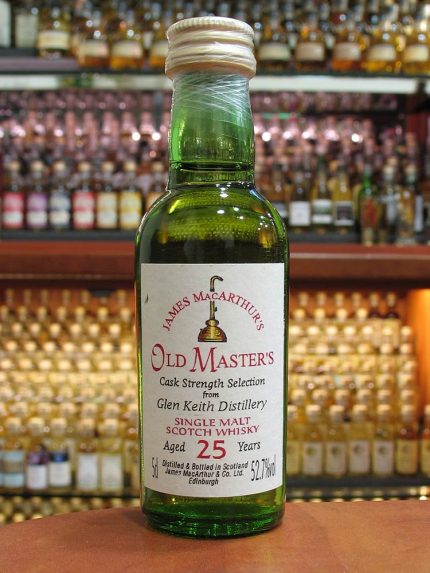 JAMES MACARTHUR'S
OLD MASTER'S
Cask Strength Selection
from
Glen Keith Distillery
SINGLE MALT
SCOTCH WHISKY
Aged 25 Years
5cl Distilled & Bottled in Scotland 52.7%vol
James MacArthur & Co. Ltd.
Edinburgh